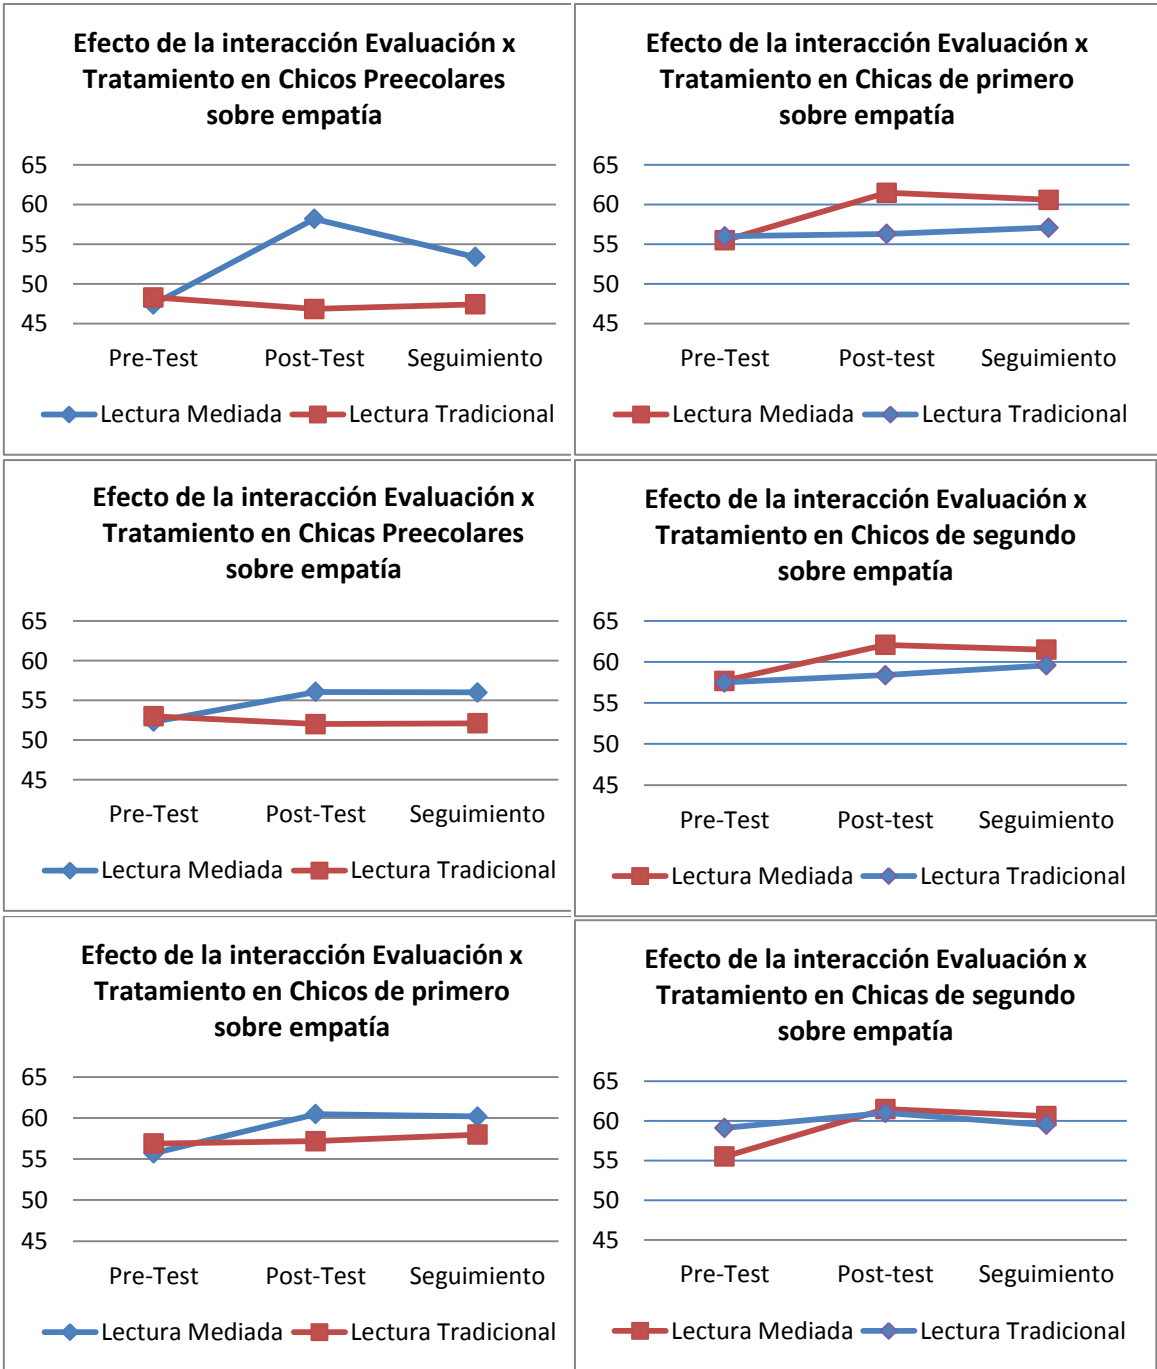 Efecto de la interacción Evaluación x
Tratamiento en Chicos Preecolares
sobre empatía
65
60
55
50
45
Pre-Test Post-Test Seguimiento
Lectura Mediada Lectura Tradicional
Efecto de la interacción Evaluación x
Tratamiento en Chicas de primero
sobre empatía
65
60
55
50
45
Pre-Test Post-test Seguimiento
Lectura Mediada Lectura Tradicional
Efecto de la interacción Evaluación x
Tratamiento en Chicas Preecolares
sobre empatía
65
60
55
50
45
Pre-Test Post-Test Seguimiento
Lectura Mediada Lectura Tradicional
Efecto de la interacción Evaluación x
Tratamiento en Chicos de segundo
sobre empatía
65
60
55
50
45
Pre-Test Post-test Seguimiento
Lectura Mediada Lectura Tradicional
Efecto de la interacción Evaluación x
Tratamiento en Chicos de primero
sobre empatía
65
60
55
50
45
Pre-Test Post-Test Seguimiento
Lectura Mediada Lectura Tradicional
Efecto de la interacción Evaluación x
Tratamiento en Chicas de segundo
sobre empatía
65
60
55
50
45
Pre-Test Post-test Seguimiento
Lectura Mediada Lectura Tradicional